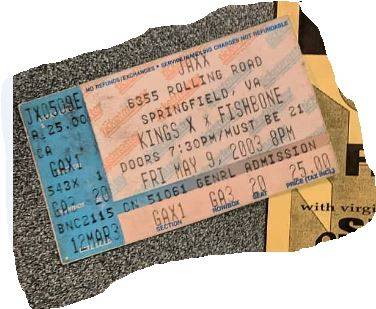 NO REFUNDS/EXCHANGES • SERVICE/HANDLING CHARGES NOT REFUNDABLE
JAXX
6355 ROLLING ROAD
SPRINGFIELD, VA
KINGS X x FISHBONE
DOORS 7:30PM/MUST BE 21
FRI MAY 9, 2003 8PM
CN 51061 GENRL ADMISSION
GAX1 GA3 20 25.00
SECTION ROW/BOX SEAT PRICE (TAX INCL)
JX0509E
A.25.00
CA
GAX1
543X 1
GA 20
BNC2115
12MAR3
with virgi